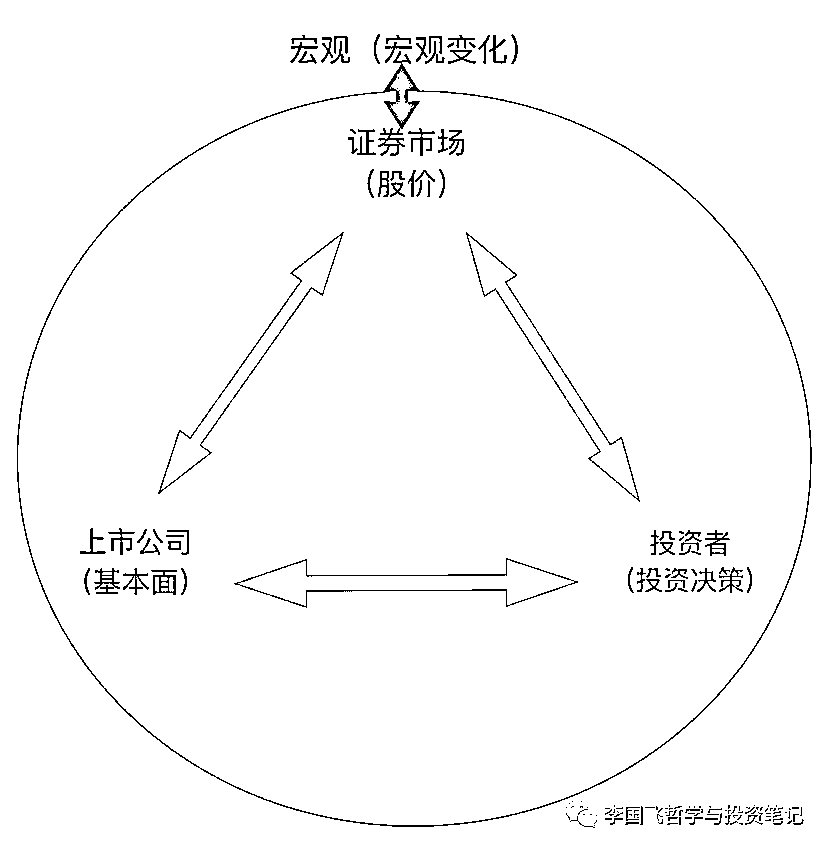 宏观（宏观变化）
证券市场
（股价）
上市公司
（基本面）
投资者
（投资决策）
李国飞哲学与投资笔记